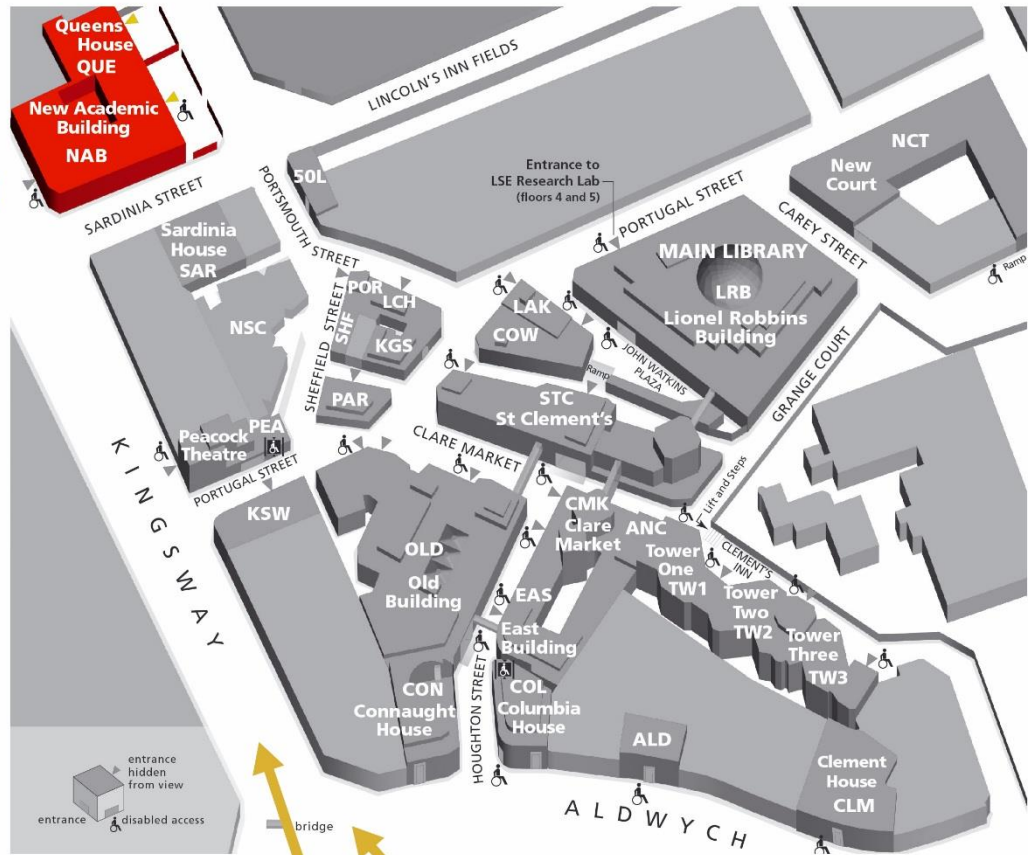 Queens
House
QUE
New Academic
Building
NAB
LINCOLN'S INN FIELDS
SARDINIA STREET
PORTSMOUTH STREET
50L
Entrance to
LSE Research Lab
(floors 4 and 5)
PORTUGAL STREET
NCT
New
Court
CAREY STREET
Ramp
Sardinia
House
SAR
NSC
POR
LCH
SHF
KGS
SHEFFIELD STREET
PAR
LAK
COW
MAIN LIBRARY
LRB
Lionel Robbins
Building
JOHN WATKINS
PLAZA
Ramp
GRANGE COURT
STC
St Clement's
CLARE MARKET
PEA
Peacock
Theatre
PORTUGAL STREET
KINGSWAY
KSW
OLD
Old
Building
CMK
Clare
Market
ANC
Lift and Steps
CLEMENT'S
INN
Tower
One
TW1
Tower
Two
TW2
Tower
Three
TW3
EAS
East
Building
CON
Connaught
House
HOUGHTON STREET
COL
Columbia
House
ALD
Clement
House
CLM
ALDWYCH
entrance
hidden
from view
entrance
disabled access
bridge